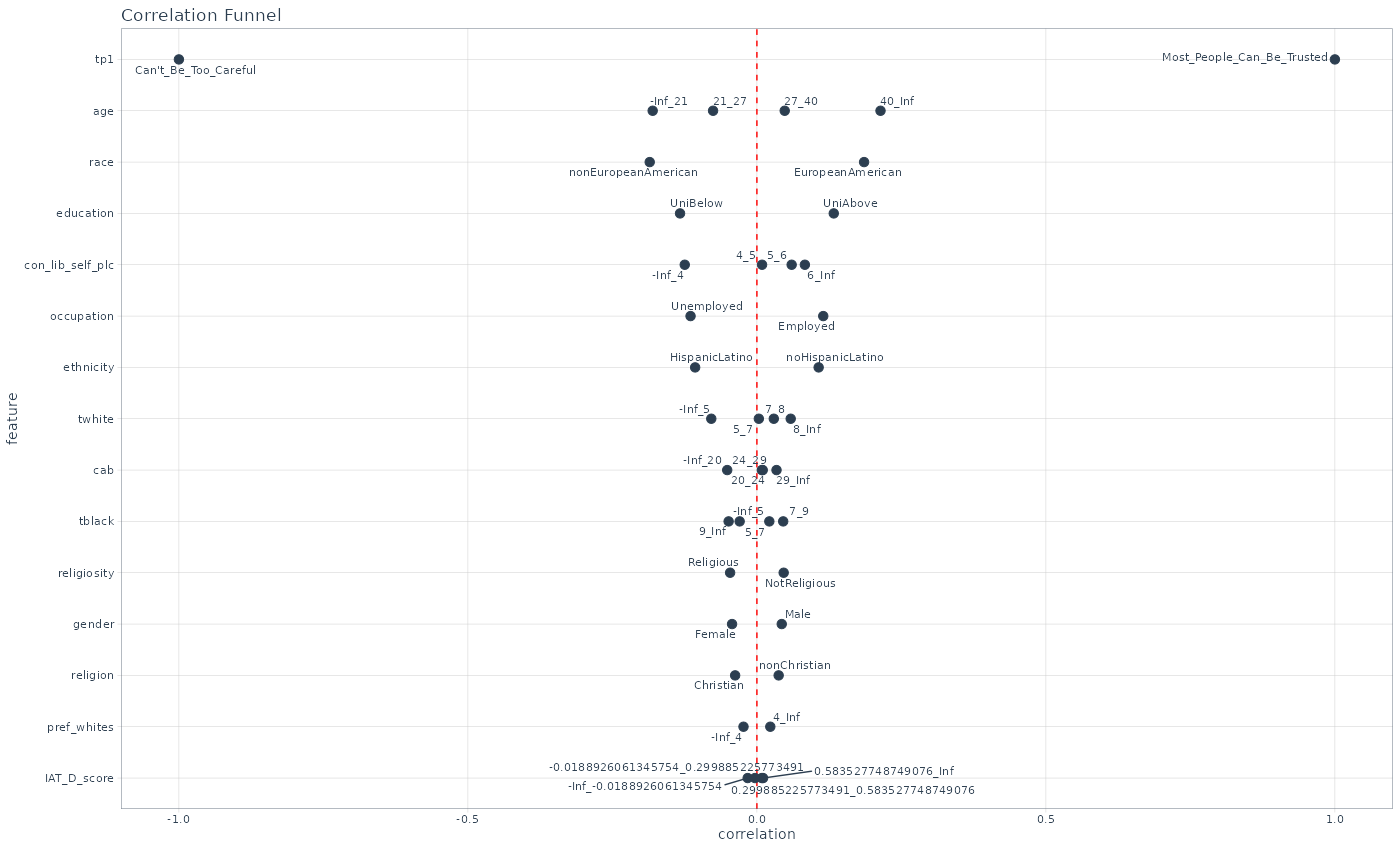 Correlation Funnel
tp1
Can't_Be_Too_Careful
Most_People_Can_Be_Trusted
age
-Inf_21
21_27
27_40
40_Inf
race
nonEuropeanAmerican
EuropeanAmerican
education
UniBelow
UniAbove
con_lib_self_plc
-Inf_4
4_5
5_6
6_Inf
occupation
Unemployed
Employed
ethnicity
HispanicLatino
noHispanicLatino
twhite
-Inf_5
5_7
7_8
8_Inf
cab
-Inf_20
24_29
20_24
29_Inf
tblack
-Inf_5
7_9
9_Inf
5_7
religiosity
Religious
NotReligious
gender
Male
Female
religion
nonChristian
Christian
pref_whites
4_Inf
-Inf_4
IAT_D_score
-0.0188926061345754_0.299885225773491
0.583527748749076_Inf
-Inf_-0.0188926061345754
0.299885225773491_0.583527748749076
-1.0
-0.5
0.0
0.5
1.0
correlation
feature